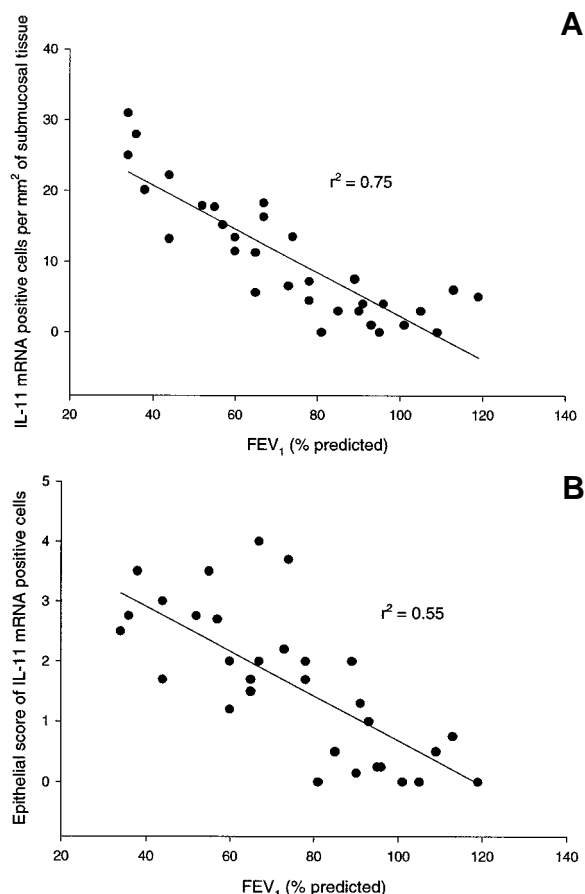 A
IL-11 mRNA positive cells per mm² of submucosal tissue
40
30
20
10
0
r² = 0.75
20 40 60 80 100 120 140
FEV₁ (% predicted)
B
Epithelial score of IL-11 mRNA positive cells
5
4
3
2
1
0
r² = 0.55
20 40 60 80 100 120 140
FEV₁ (% predicted)